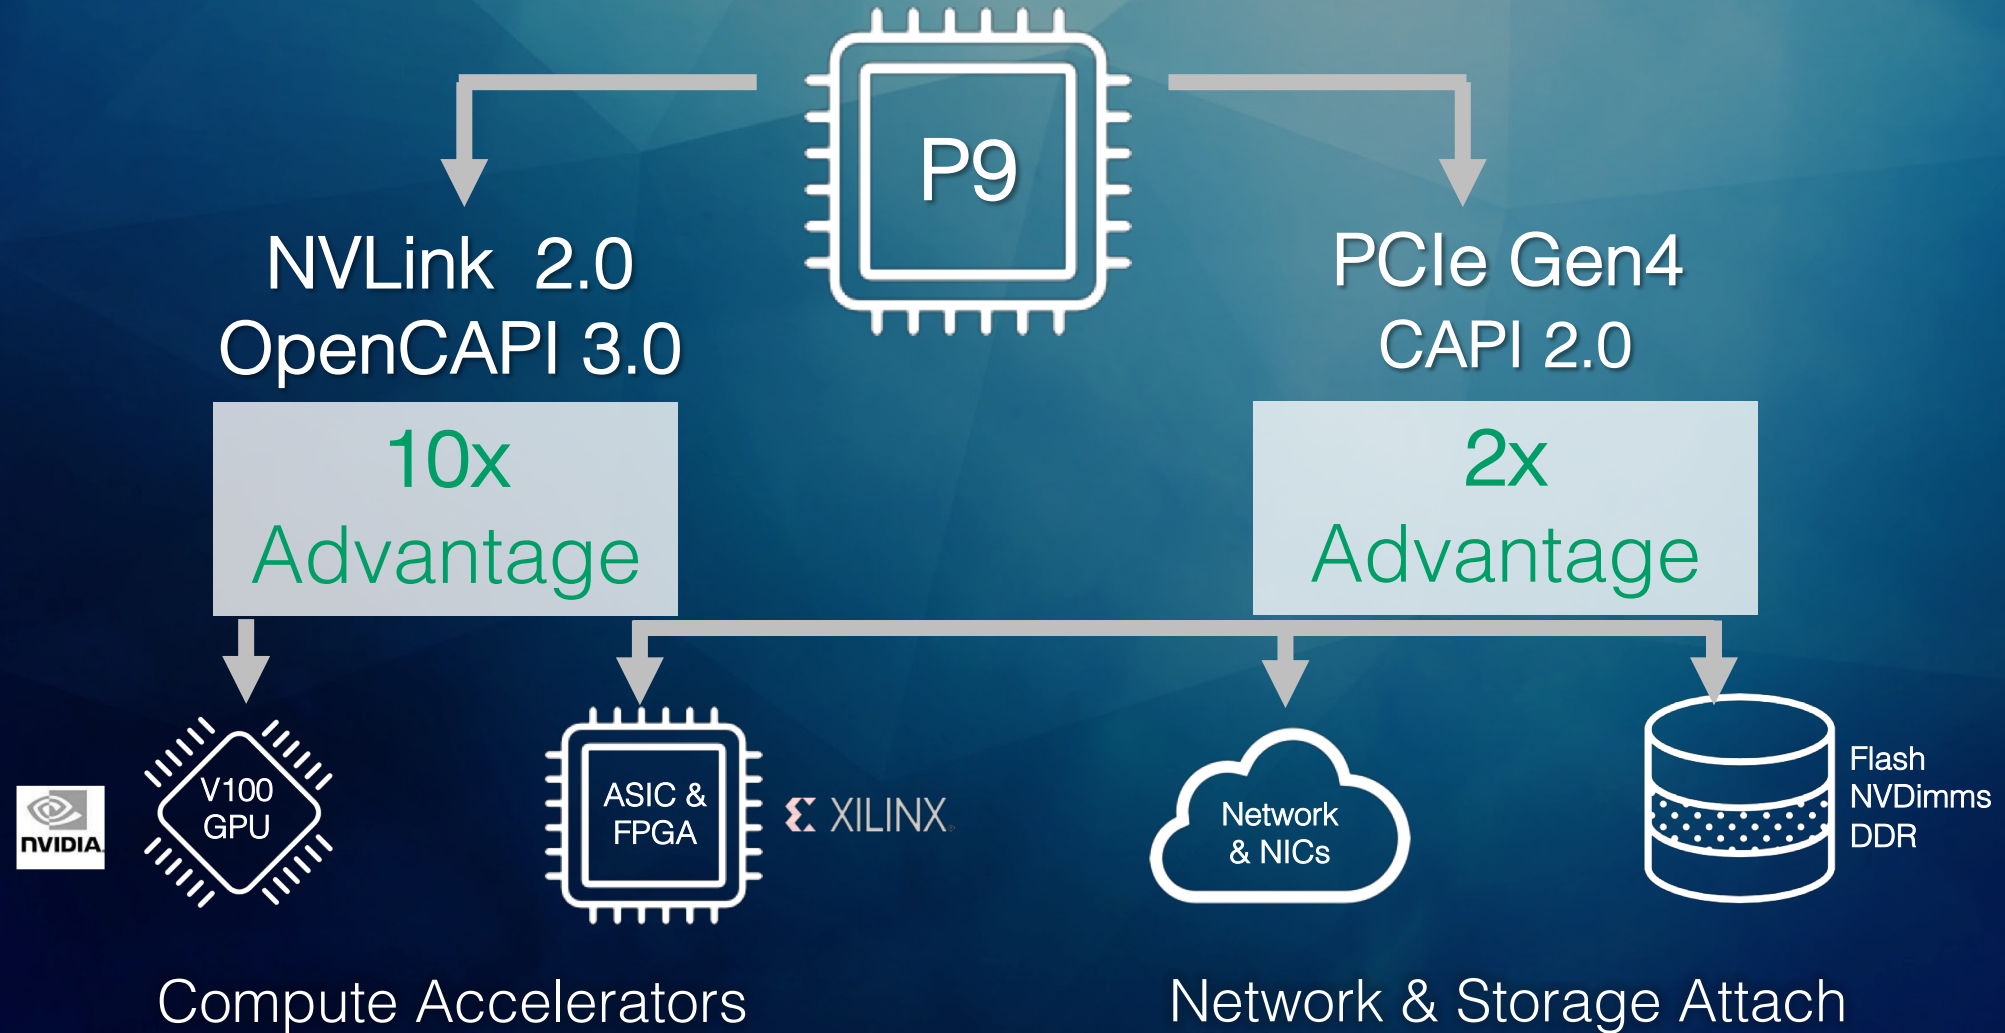 P9
NVLink 2.0
OpenCAPI 3.0
PCIe Gen4
CAPI 2.0
10x
Advantage
2x
Advantage
NVIDIA
V100
GPU
ASIC &
FPGA
XILINX
Network
& NICs
Flash
NVDimms
DDR
Compute Accelerators
Network & Storage Attach